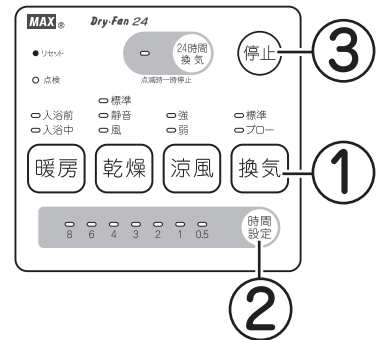 MAX® Dry·Fan 24
リセット
24時間
換気
停止
③
点検
点滅時一時停止
標準
入浴前 静音 強 標準
入浴中 風 弱 ブロー
暖房 乾燥 涼風 換気
①
8 6 4 3 2 1 0.5
時間
設定
②